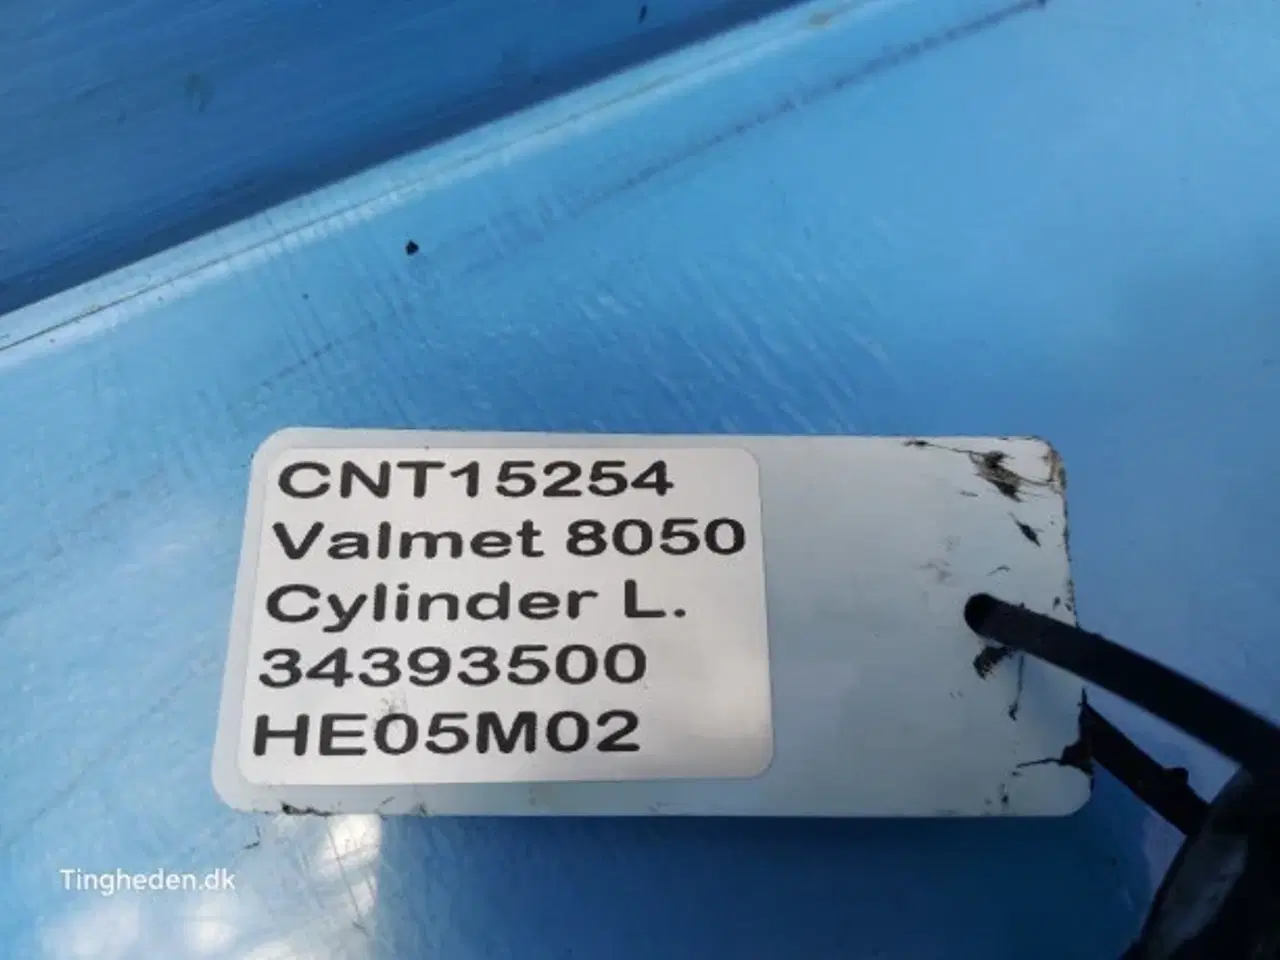 CNT15254
Valmet 8050
Cylinder L.
34393500
HE05M02
Tingheden.dk